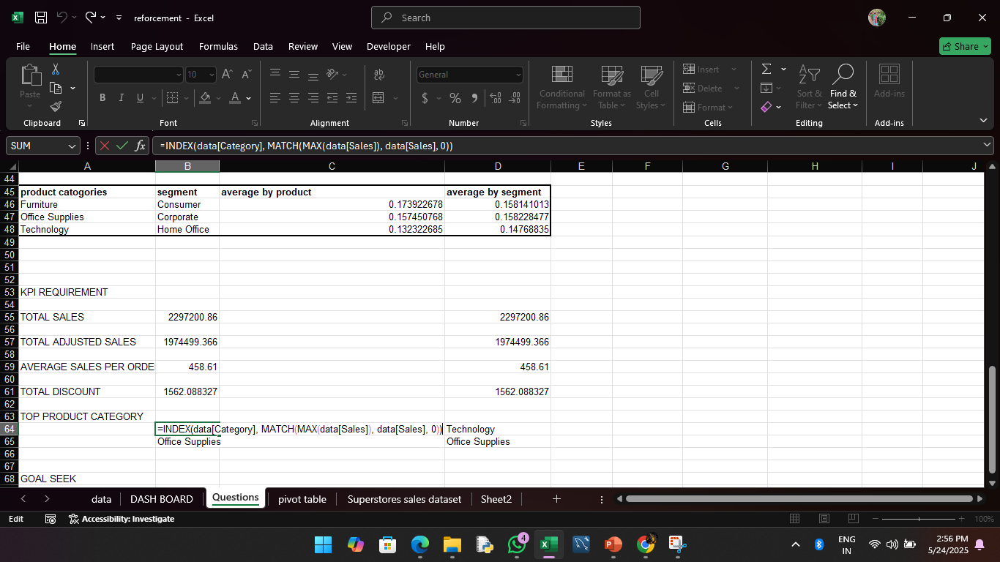 reforcement - Excel
Search
File Home Insert Page Layout Formulas Data Review View Developer Help
Share
Paste
10
General
Conditional Formatting
Format as Table
Cell Styles
Insert
Delete
Format
Sort & Filter
Find & Select
Add-ins
Clipboard Font Alignment Number Styles Cells Editing Add-ins
SUM
=INDEX(data[Category], MATCH(MAX(data[Sales]), data[Sales], 0))
A B C D E F G H I J
44
45 product catogories segment average by product average by segment
46 Furniture Consumer 0.173922678 0.158141013
47 Office Supplies Corporate 0.157450768 0.158228477
48 Technology Home Office 0.132322685 0.14768835
49
50
51
52
53 KPI REQUIREMENT
54
55 TOTAL SALES 2297200.86 2297200.86
56
57 TOTAL ADJUSTED SALES 1974499.366 1974499.366
58
59 AVERAGE SALES PER ORDE 458.61 458.61
60
61 TOTAL DISCOUNT 1562.088327 1562.088327
62
63 TOP PRODUCT CATEGORY
64 =INDEX(data[Category], MATCH(MAX(data[Sales]), data[Sales], 0)) Technology
65 Office Supplies Office Supplies
66
67
68 GOAL SEEK
data DASH BOARD Questions pivot table Superstores sales dataset Sheet2
Edit Accessibility: Investigate 100%
4
ENG
IN
2:56 PM
5/24/2025